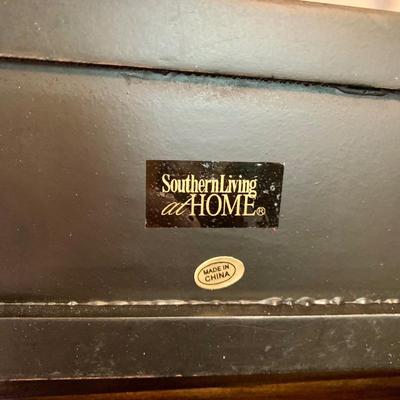 Southern Living
at HOME®
MADE IN
CHINA